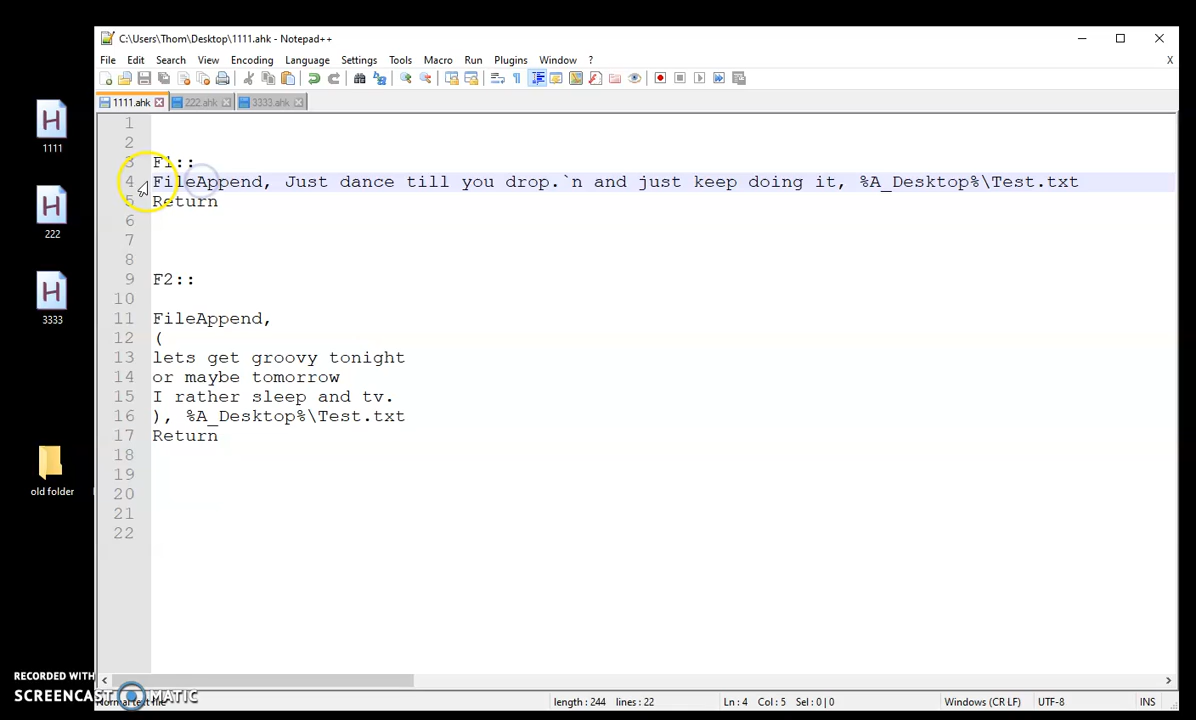 C:\Users\Thom\Desktop\1111.ahk - Notepad++
File Edit Search View Encoding Language Settings Tools Macro Run Plugins Window ? X
1111.ahk 222.ahk 3333.ahk
1
2
3 F1::
4 FileAppend, Just dance till you drop.`n and just keep doing it, %A_Desktop%\Test.txt
5 Return
6
7
8
9 F2::
10
11 FileAppend,
12 (
13 lets get groovy tonight
14 or maybe tomorrow
15 I rather sleep and tv.
16 ), %A_Desktop%\Test.txt
17 Return
18
19
20
21
22
1111
222
3333
old folder
RECORDED WITH
SCREENCAST MATIC
Normal text file length : 244 lines : 22 Ln : 4 Col : 5 Sel : 0 | 0 Windows (CR LF) UTF-8 INS